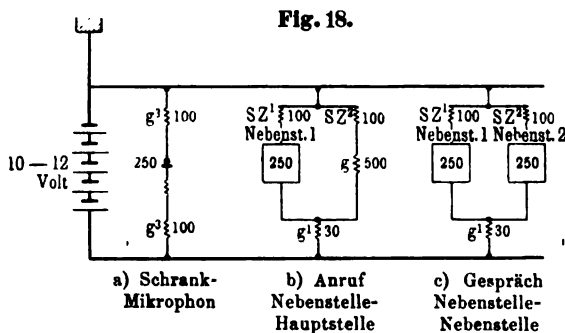 Fig. 18.
g³ 100
250
g³ 100
10 — 12
Volt
SZ¹ 100
Nebenst. 1
250
SZ² 100
g 500
g¹ 30
SZ¹ 100
Nebenst. 1
250
SZ² 100
Nebenst. 2
250
g¹ 30
a) Schrank-
Mikrophon
b) Anruf
Nebenstelle-
Hauptstelle
c) Gespräch
Nebenstelle-
Nebenstelle